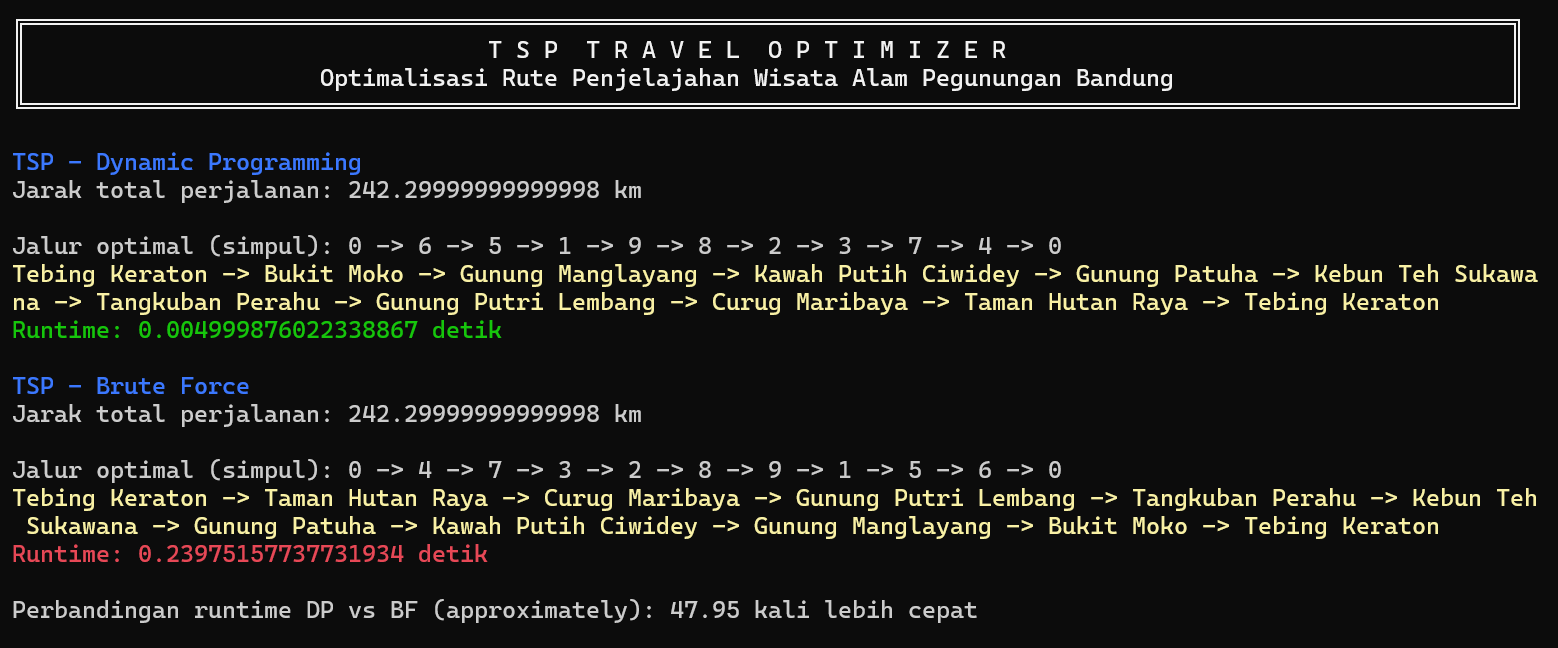 T S P  T R A V E L  O P T I M I Z E R
Optimalisasi Rute Penjelajahan Wisata Alam Pegunungan Bandung
TSP - Dynamic Programming
Jarak total perjalanan: 242.29999999999998 km
Jalur optimal (simpul): 0 -> 6 -> 5 -> 1 -> 9 -> 8 -> 2 -> 3 -> 7 -> 4 -> 0
Tebing Keraton -> Bukit Moko -> Gunung Manglayang -> Kawah Putih Ciwidey -> Gunung Patuha -> Kebun Teh Sukawa
na -> Tangkuban Perahu -> Gunung Putri Lembang -> Curug Maribaya -> Taman Hutan Raya -> Tebing Keraton
Runtime: 0.004999876022338867 detik
TSP - Brute Force
Jarak total perjalanan: 242.29999999999998 km
Jalur optimal (simpul): 0 -> 4 -> 7 -> 3 -> 2 -> 8 -> 9 -> 1 -> 5 -> 6 -> 0
Tebing Keraton -> Taman Hutan Raya -> Curug Maribaya -> Gunung Putri Lembang -> Tangkuban Perahu -> Kebun Teh
 Sukawana -> Gunung Patuha -> Kawah Putih Ciwidey -> Gunung Manglayang -> Bukit Moko -> Tebing Keraton
Runtime: 0.23975157737731934 detik
Perbandingan runtime DP vs BF (approximately): 47.95 kali lebih cepat